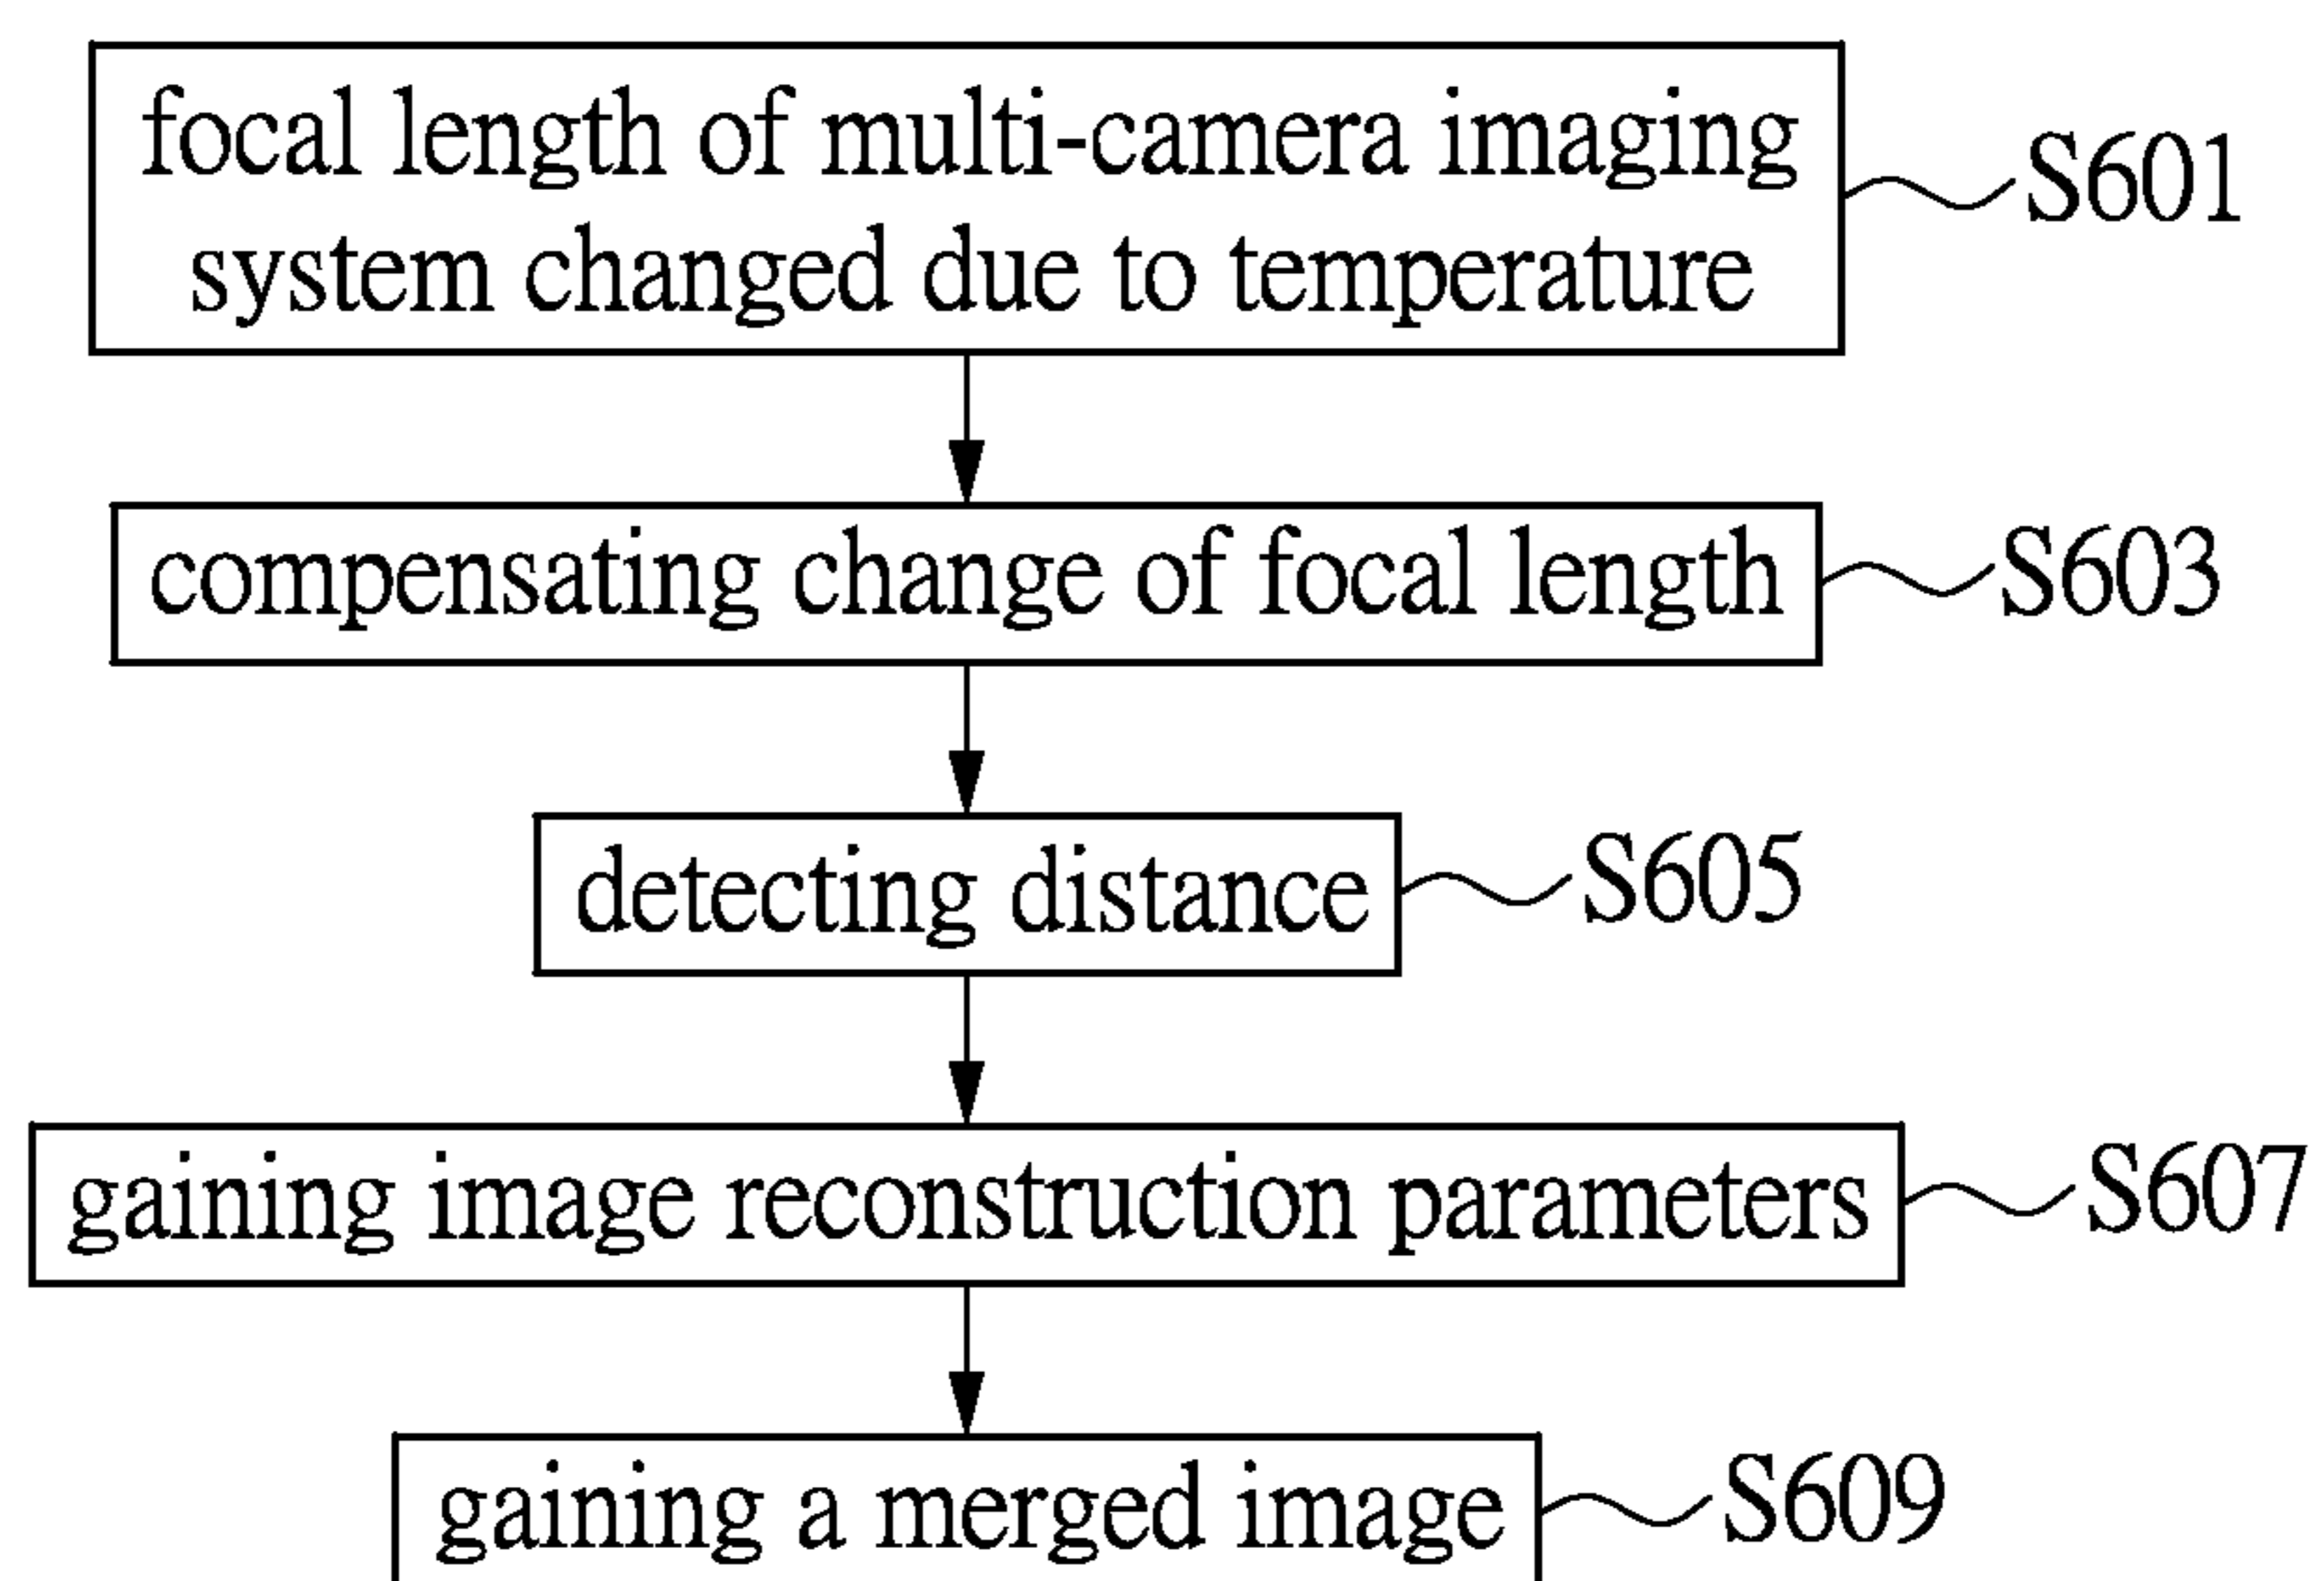 focal length of multi-camera imaging
system changed due to temperature
S601
compensating change of focal length
S603
detecting distance
S605
gaining image reconstruction parameters
S607
gaining a merged image
S609